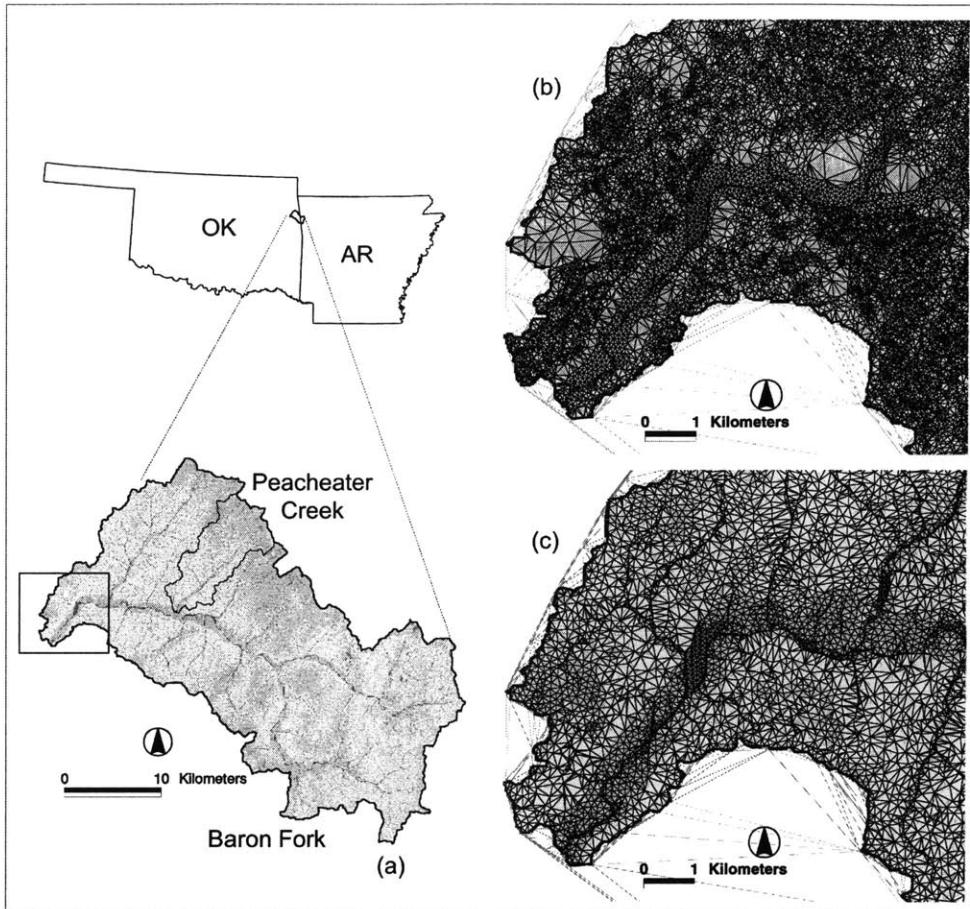 OK
AR
Peacheater
Creek
0 10 Kilometers
Baron Fork
(a)
(b)
0 1 Kilometers
(c)
0 1 Kilometers